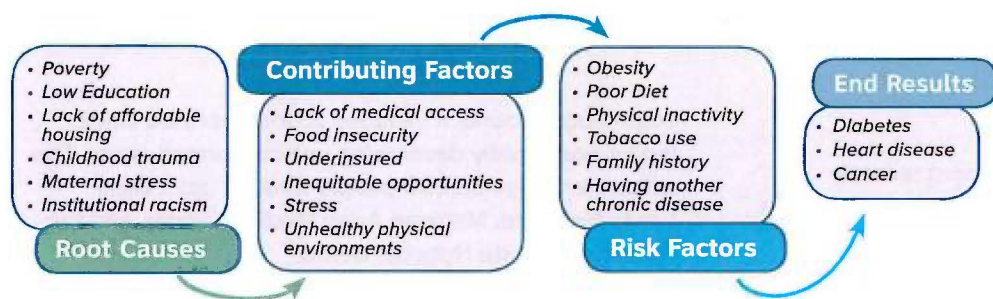 • Poverty
• Low Education
• Lack of affordable
housing
• Childhood trauma
• Maternal stress
• Institutional racism
Root Causes
Contributing Factors
• Lack of medical access
• Food insecurity
• Underinsured
• Inequitable opportunities
• Stress
• Unhealthy physical
environments
• Obesity
• Poor Diet
• Physical inactivity
• Tobacco use
• Family history
• Having another
chronic disease
Risk Factors
End Results
• Diabetes
• Heart disease
• Cancer